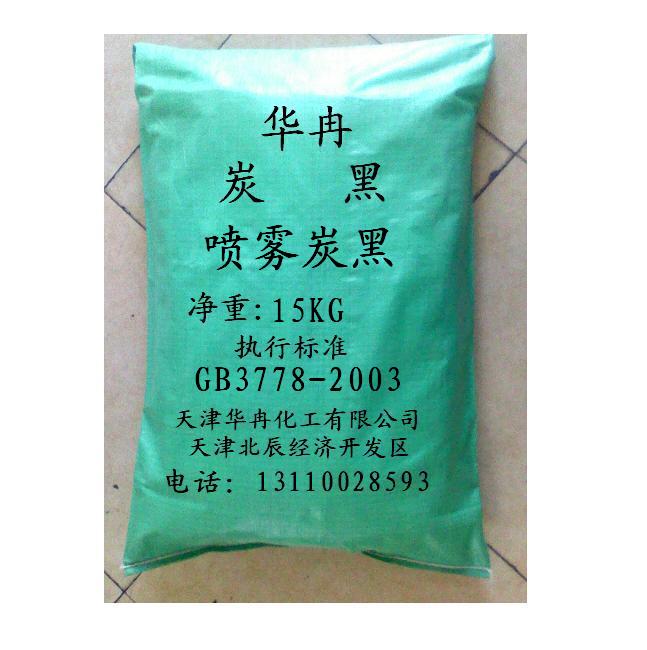 华冉
炭 黑
喷雾炭黑
净重:15KG
执行标准
GB3778-2003
天津华冉化工有限公司
天津北辰经济开发区
电话: 13110028593